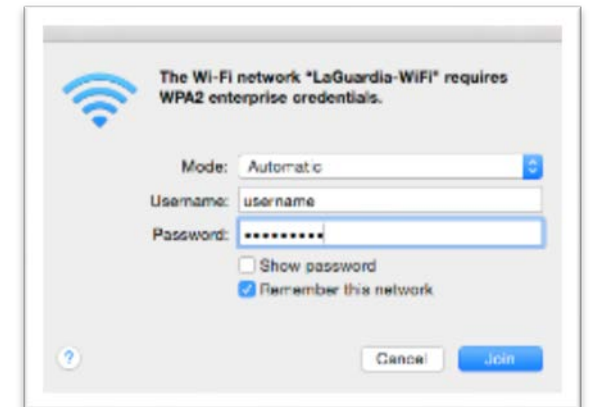 The Wi-Fi network "LaGuardia-WiFi" requires
WPA2 enterprise credentials.
Mode: Automatic
Username: username
Password: •••••••••
Show password
Remember this network
? Cancel Join